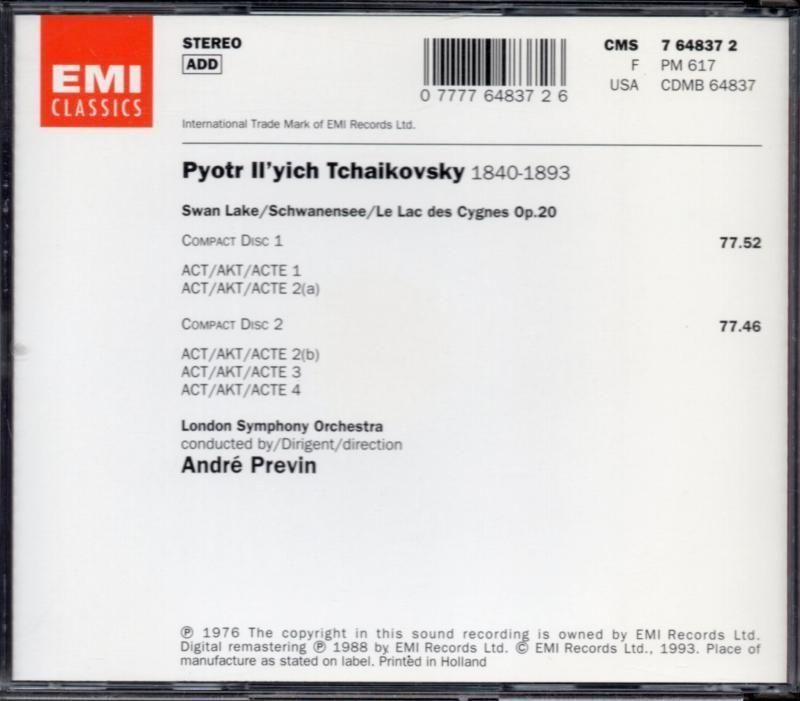 EMI
CLASSICS
STEREO
ADD
0 7777 64837 2 6
CMS 7 64837 2
F PM 617
USA CDMB 64837
International Trade Mark of EMI Records Ltd.
Pyotr Il'yich Tchaikovsky 1840-1893
Swan Lake/Schwanensee/Le Lac des Cygnes Op.20
COMPACT DISC 1 77.52
ACT/AKT/ACTE 1
ACT/AKT/ACTE 2(a)
COMPACT DISC 2 77.46
ACT/AKT/ACTE 2(b)
ACT/AKT/ACTE 3
ACT/AKT/ACTE 4
London Symphony Orchestra
conducted by/Dirigent/direction
André Previn
℗ 1976 The copyright in this sound recording is owned by EMI Records Ltd.
Digital remastering ℗ 1988 by EMI Records Ltd. © EMI Records Ltd., 1993. Place of
manufacture as stated on label. Printed in Holland